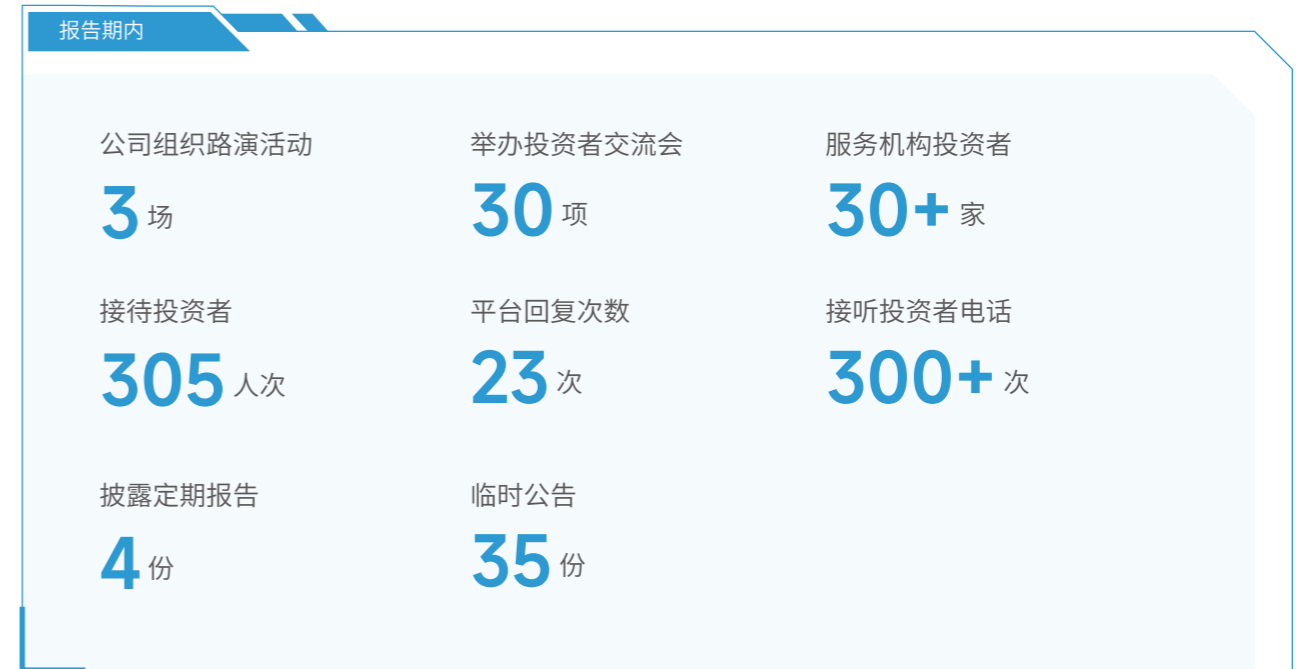 报告期内
公司组织路演活动
3 场
举办投资者交流会
30 项
服务机构投资者
30+ 家
接待投资者
305 人次
平台回复次数
23 次
接听投资者电话
300+ 次
披露定期报告
4 份
临时公告
35 份